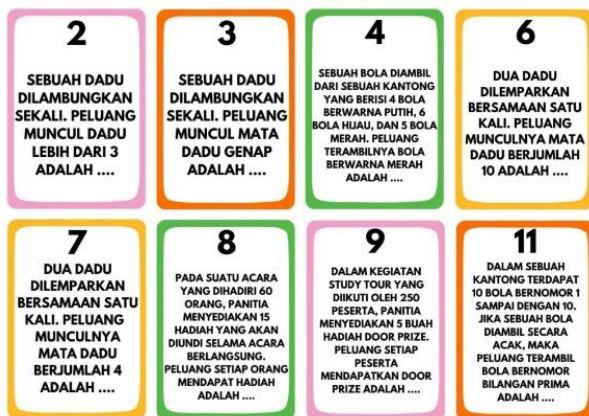 2
SEBUAH DADU
DILAMBUNGKAN
SEKALI. PELUANG
MUNCUL DADU
LEBIH DARI 3
ADALAH ....
3
SEBUAH DADU
DILAMBUNGKAN
SEKALI. PELUANG
MUNCUL MATA
DADU GENAP
ADALAH ....
4
SEBUAH BOLA DIAMBIL
DARI SEBUAH KANTONG
YANG BERISI 4 BOLA
BERWARNA PUTIH, 6
BOLA HIJAU, DAN 5 BOLA
MERAH. PELUANG
TERAMBILNYA BOLA
BERWARNA MERAH
ADALAH ....
6
DUA DADU
DILEMPARKAN
BERSAMAAN SATU
KALI. PELUANG
MUNCULNYA MATA
DADU BERJUMLAH
10 ADALAH ....
7
DUA DADU
DILEMPARKAN
BERSAMAAN SATU
KALI. PELUANG
MUNCULNYA
MATA DADU
BERJUMLAH 4
ADALAH ....
8
PADA SUATU ACARA
YANG DIHADIRI 60
ORANG, PANITIA
MENYEDIAKAN 15
HADIAH YANG AKAN
DIUNDI SELAMA ACARA
BERLANGSUNG.
PELUANG SETIAP ORANG
MENDAPAT HADIAH
ADALAH ....
9
DALAM KEGIATAN
STUDY TOUR YANG
DIIKUTI OLEH 250
PESERTA, PANITIA
MENYEDIAKAN 5 BUAH
HADIAH DOOR PRIZE.
PELUANG SETIAP
PESERTA
MENDAPATKAN DOOR
PRIZE ADALAH ....
11
DALAM SEBUAH
KANTONG TERDAPAT
10 BOLA BERNOMOR 1
SAMPAI DENGAN 10.
JIKA SEBUAH BOLA
DIAMBIL SECARA
ACAK, MAKA
PELUANG TERAMBIL
BOLA BERNOMOR
BILANGAN PRIMA
ADALAH ....